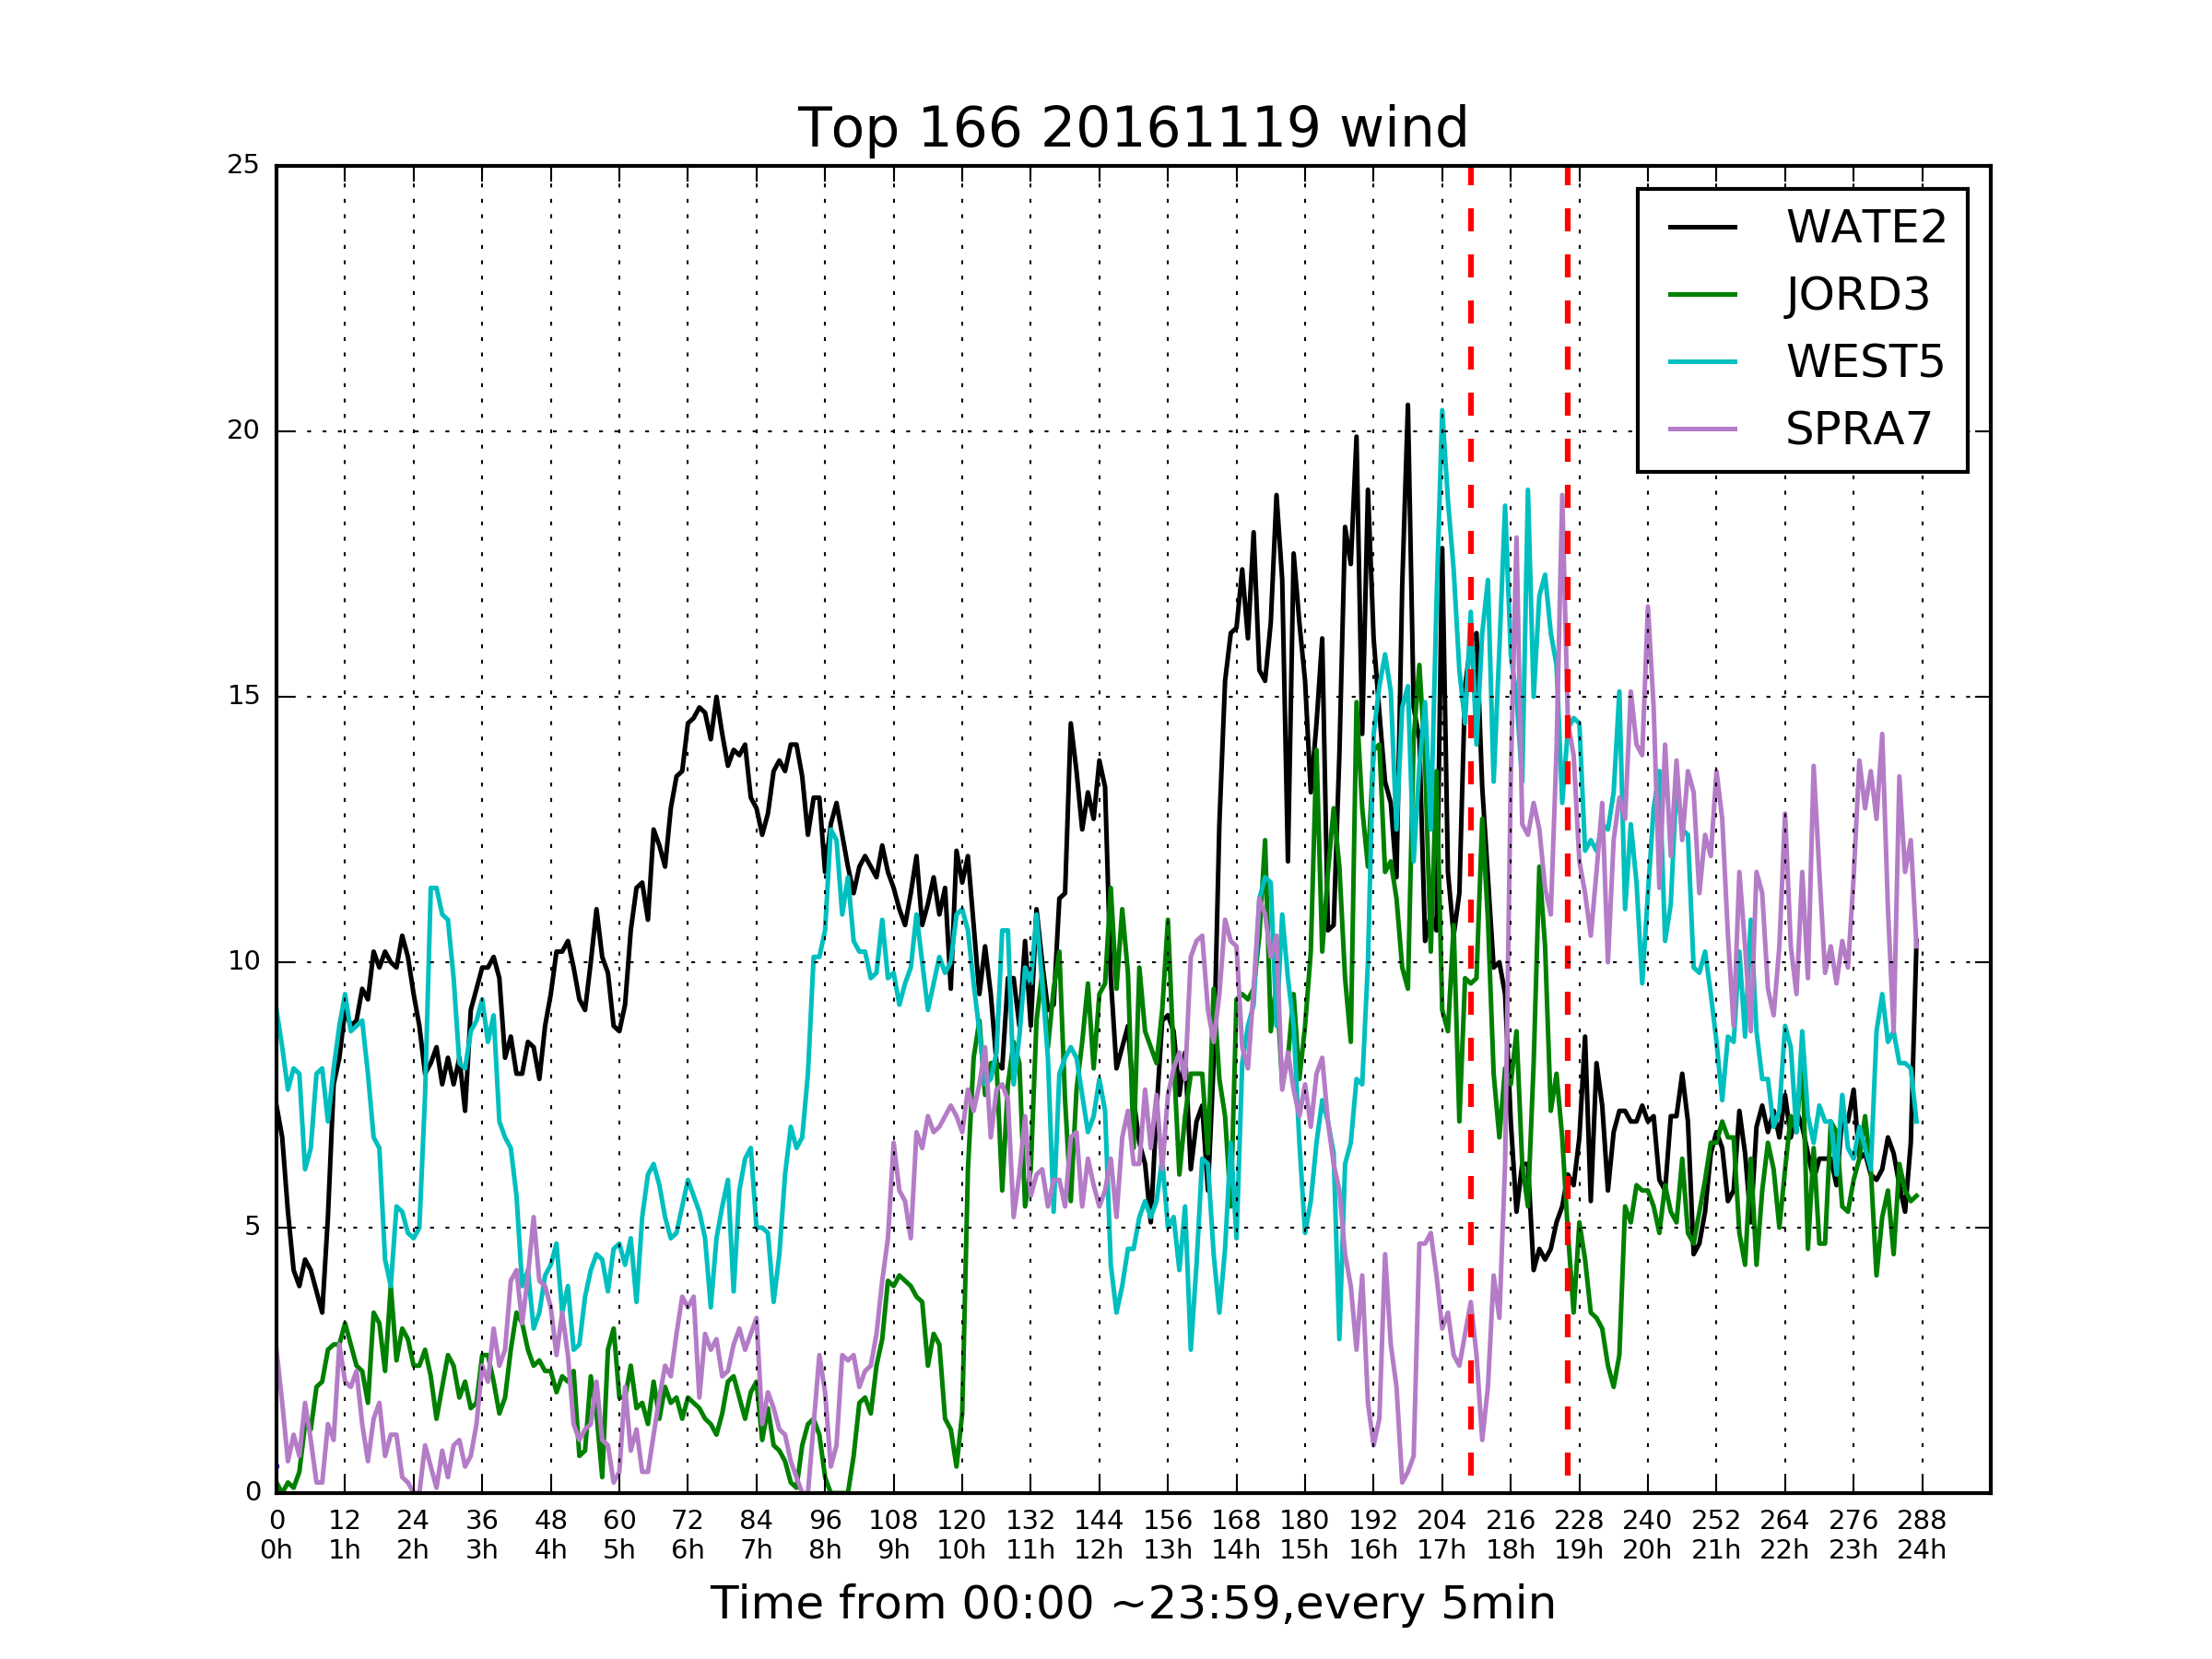 Top 166 20161119 wind
25
20
15
10
5
0
WATE2
JORD3
WEST5
SPRA7
0 12 24 36 48 60 72 84 96 108 120 132 144 156 168 180 192 204 216 228 240 252 264 276 288
0h 1h 2h 3h 4h 5h 6h 7h 8h 9h 10h 11h 12h 13h 14h 15h 16h 17h 18h 19h 20h 21h 22h 23h 24h
Time from 00:00 ~23:59,every 5min